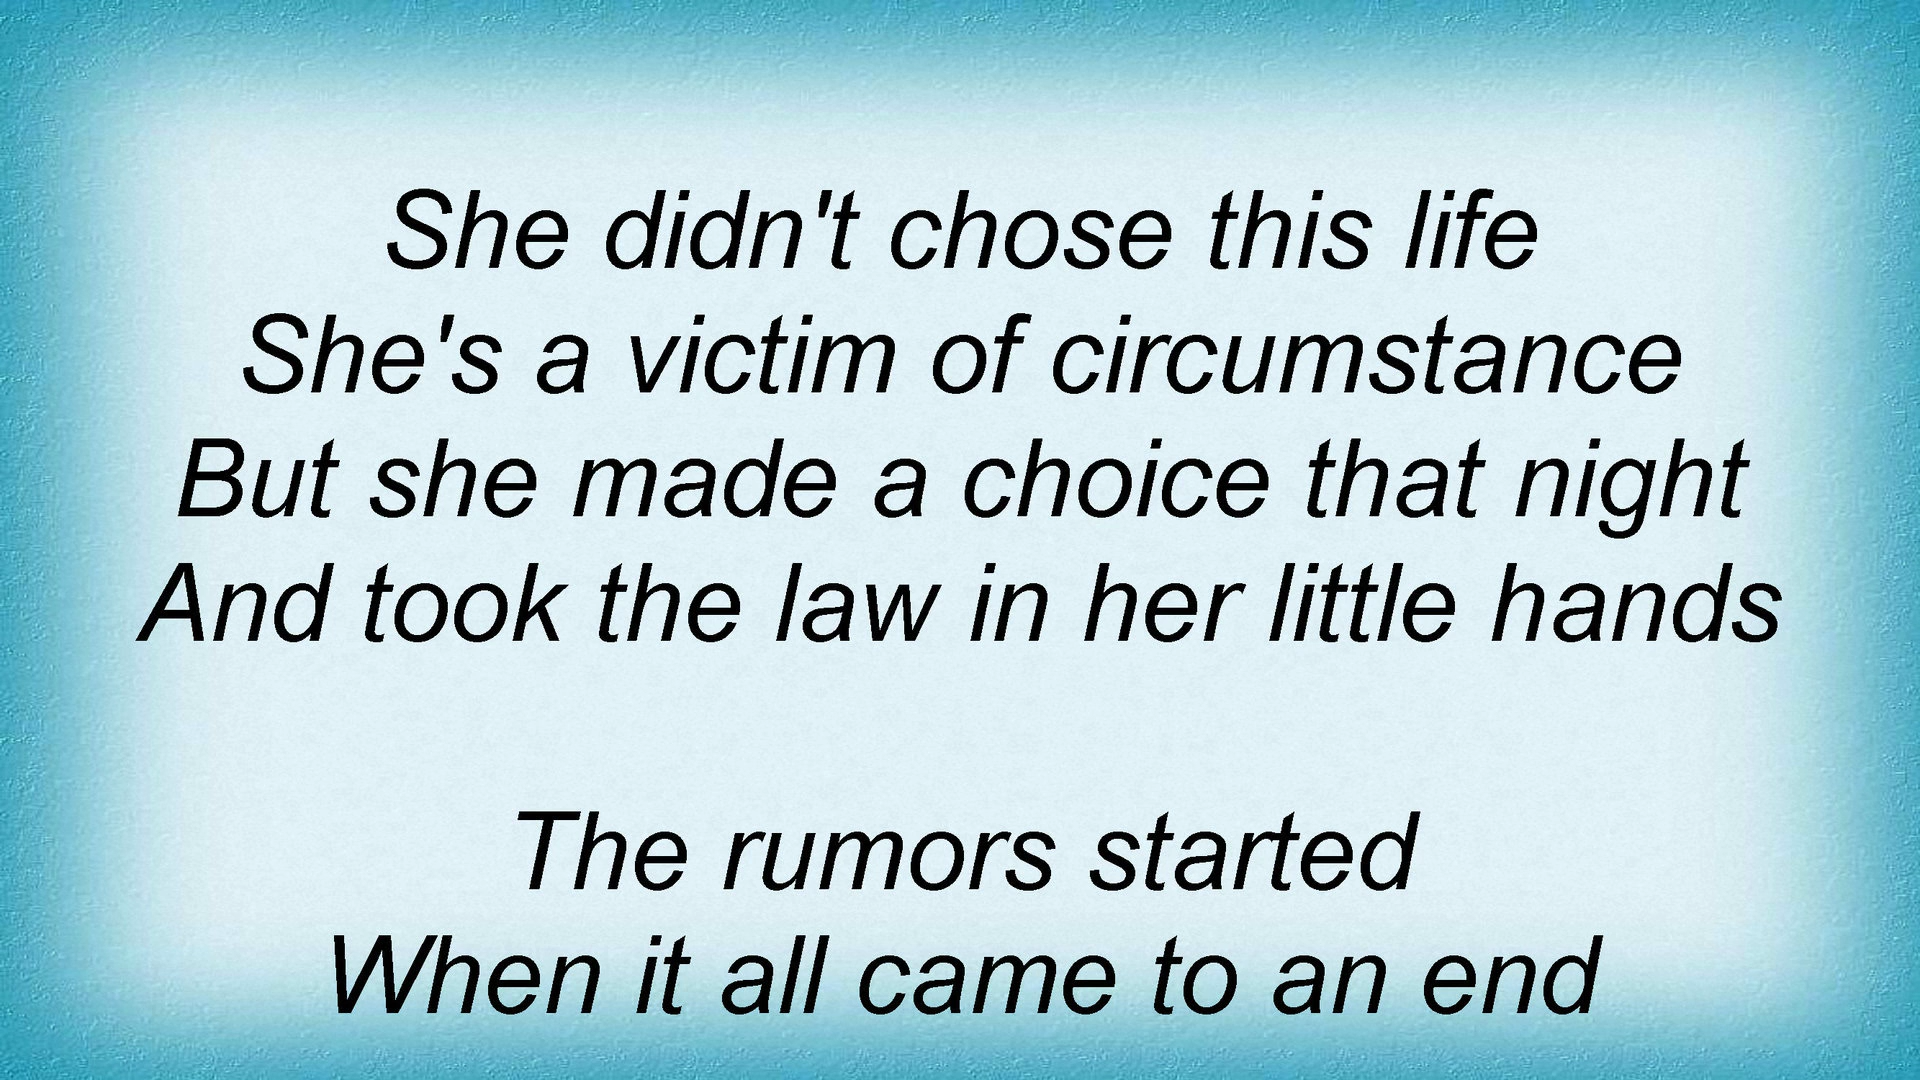 She didn't chose this life
She's a victim of circumstance
But she made a choice that night
And took the law in her little hands
The rumors started
When it all came to an end